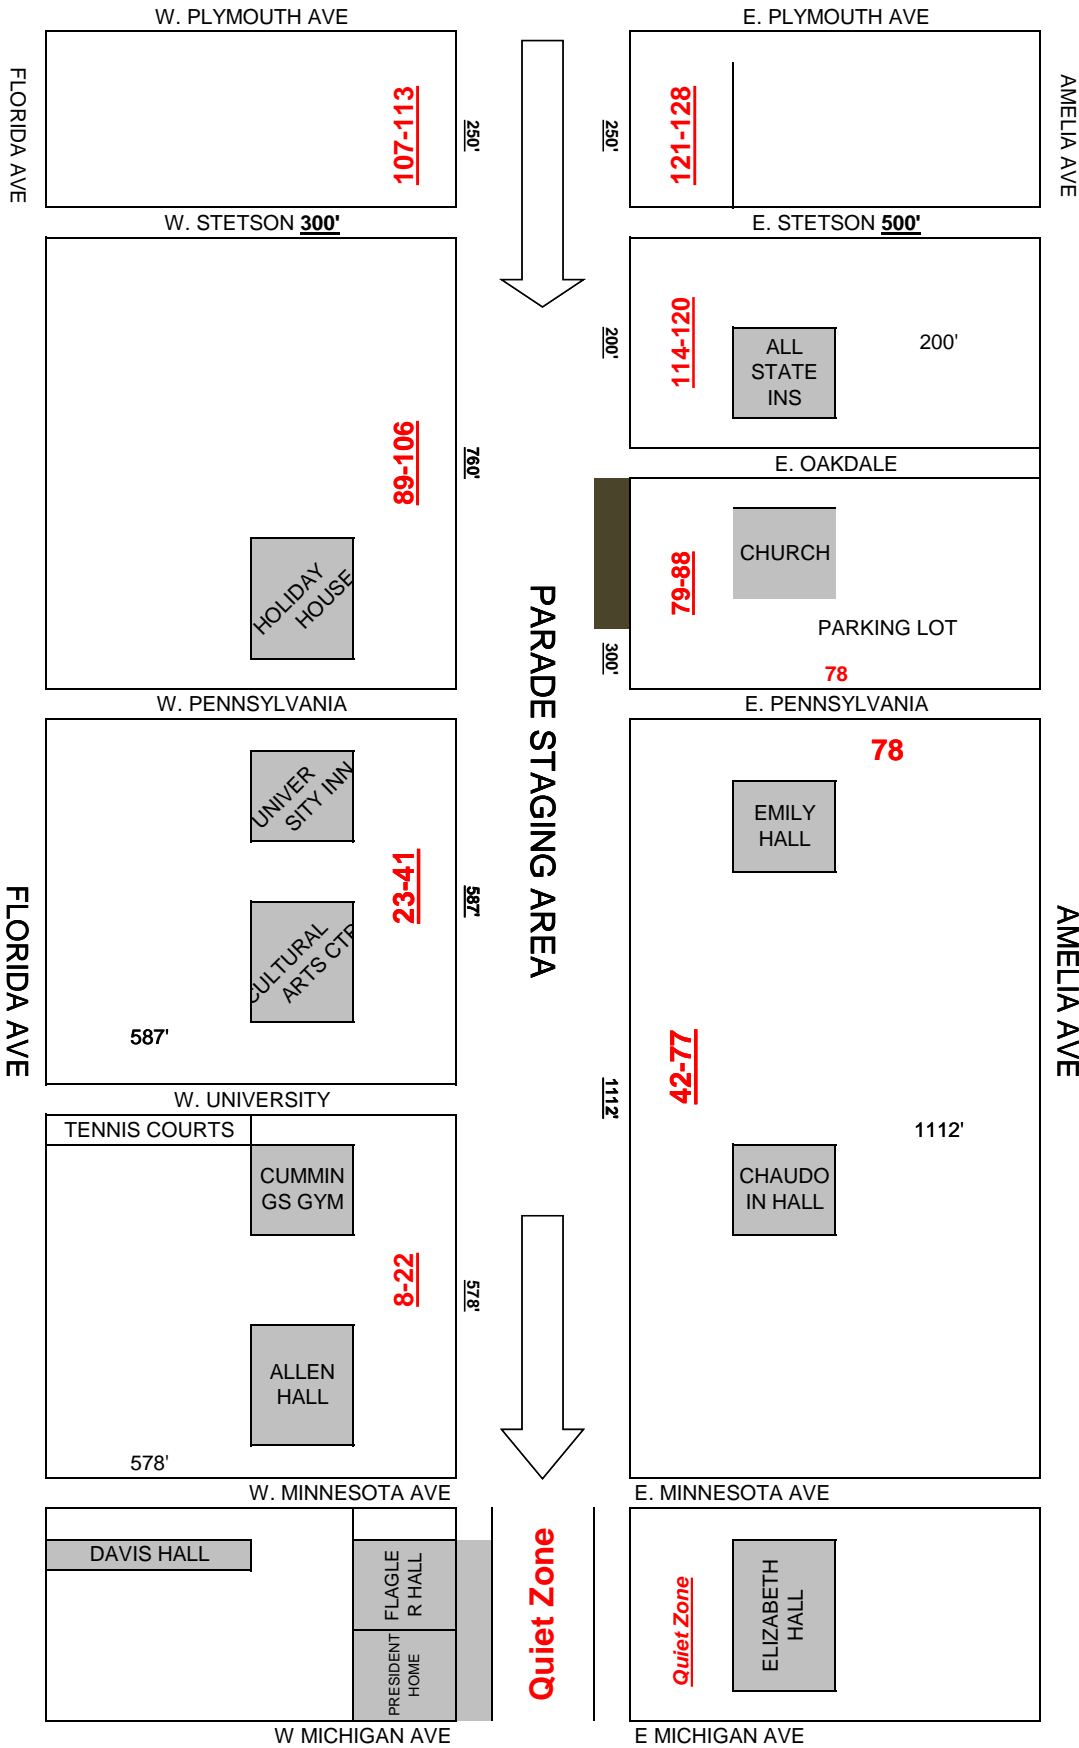 W. PLYMOUTH AVE
E. PLYMOUTH AVE
FLORIDA AVE
107-113
250'
250'
121-128
AMELIA AVE
W. STETSON 300'
E. STETSON 500'
114-120
200'
ALL
STATE
INS
200'
89-106
760'
E. OAKDALE
HOLIDAY
HOUSE
79-88
CHURCH
PARKING LOT
300'
78
PARADE STAGING AREA
W. PENNSYLVANIA
E. PENNSYLVANIA
78
UNIVER
SITY INN
EMILY
HALL
23-41
587'
CULTURAL
ARTS CTR
587'
FLORIDA AVE
AMELIA AVE
42-77
1112'
1112'
W. UNIVERSITY
TENNIS COURTS
CUMMIN
GS GYM
CHAUDO
IN HALL
8-22
578'
ALLEN
HALL
578'
W. MINNESOTA AVE
E. MINNESOTA AVE
DAVIS HALL
FLAGLE
R HALL
PRESIDENT
HOME
Quiet Zone
Quiet Zone
ELIZABETH
HALL
W MICHIGAN AVE
E MICHIGAN AVE